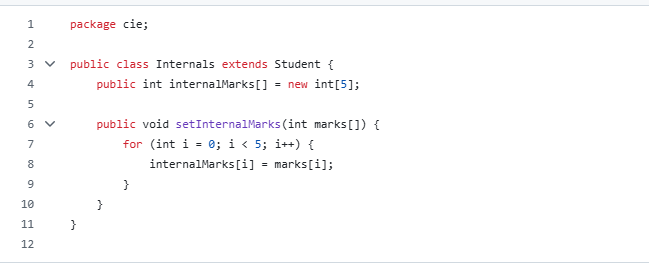 1 package cie;
2
3 public class Internals extends Student {
4     public int internalMarks[] = new int[5];
5
6     public void setInternalMarks(int marks[]) {
7         for (int i = 0; i < 5; i++) {
8             internalMarks[i] = marks[i];
9         }
10     }
11 }
12